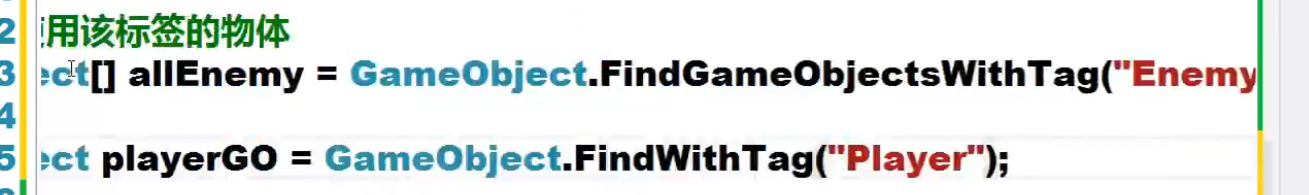 2 用该标签的物体
3 ect[] allEnemy = GameObject.FindGameObjectsWithTag("Enemy
4
5 ect playerGO = GameObject.FindWithTag("Player");